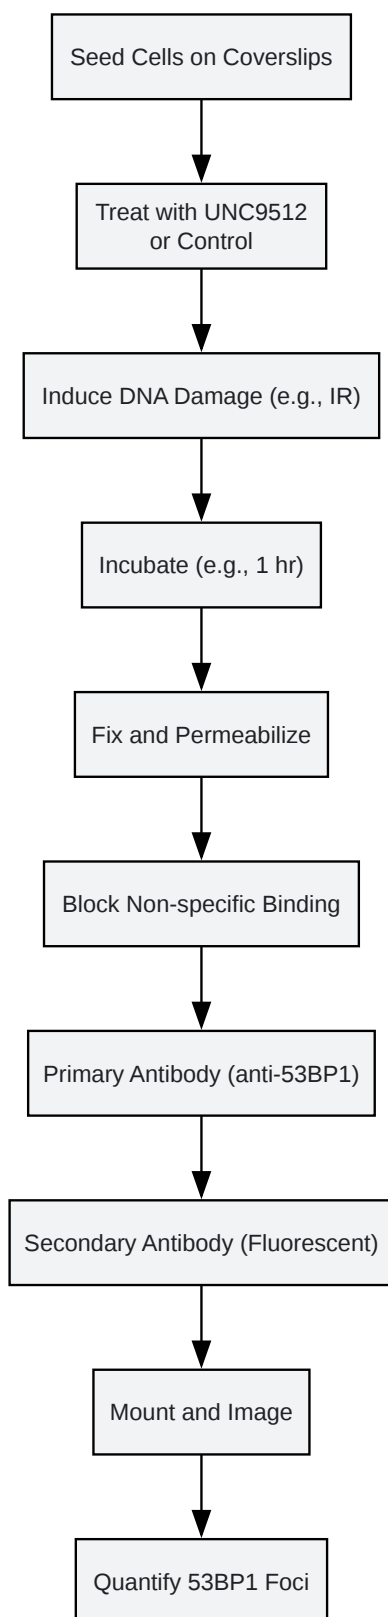 Seed Cells on Coverslips
Treat with UNC9512
or Control
Induce DNA Damage (e.g., IR)
Incubate (e.g., 1 hr)
Fix and Permeabilize
Block Non-specific Binding
Primary Antibody (anti-53BP1)
Secondary Antibody (Fluorescent)
Mount and Image
Quantify 53BP1 Foci